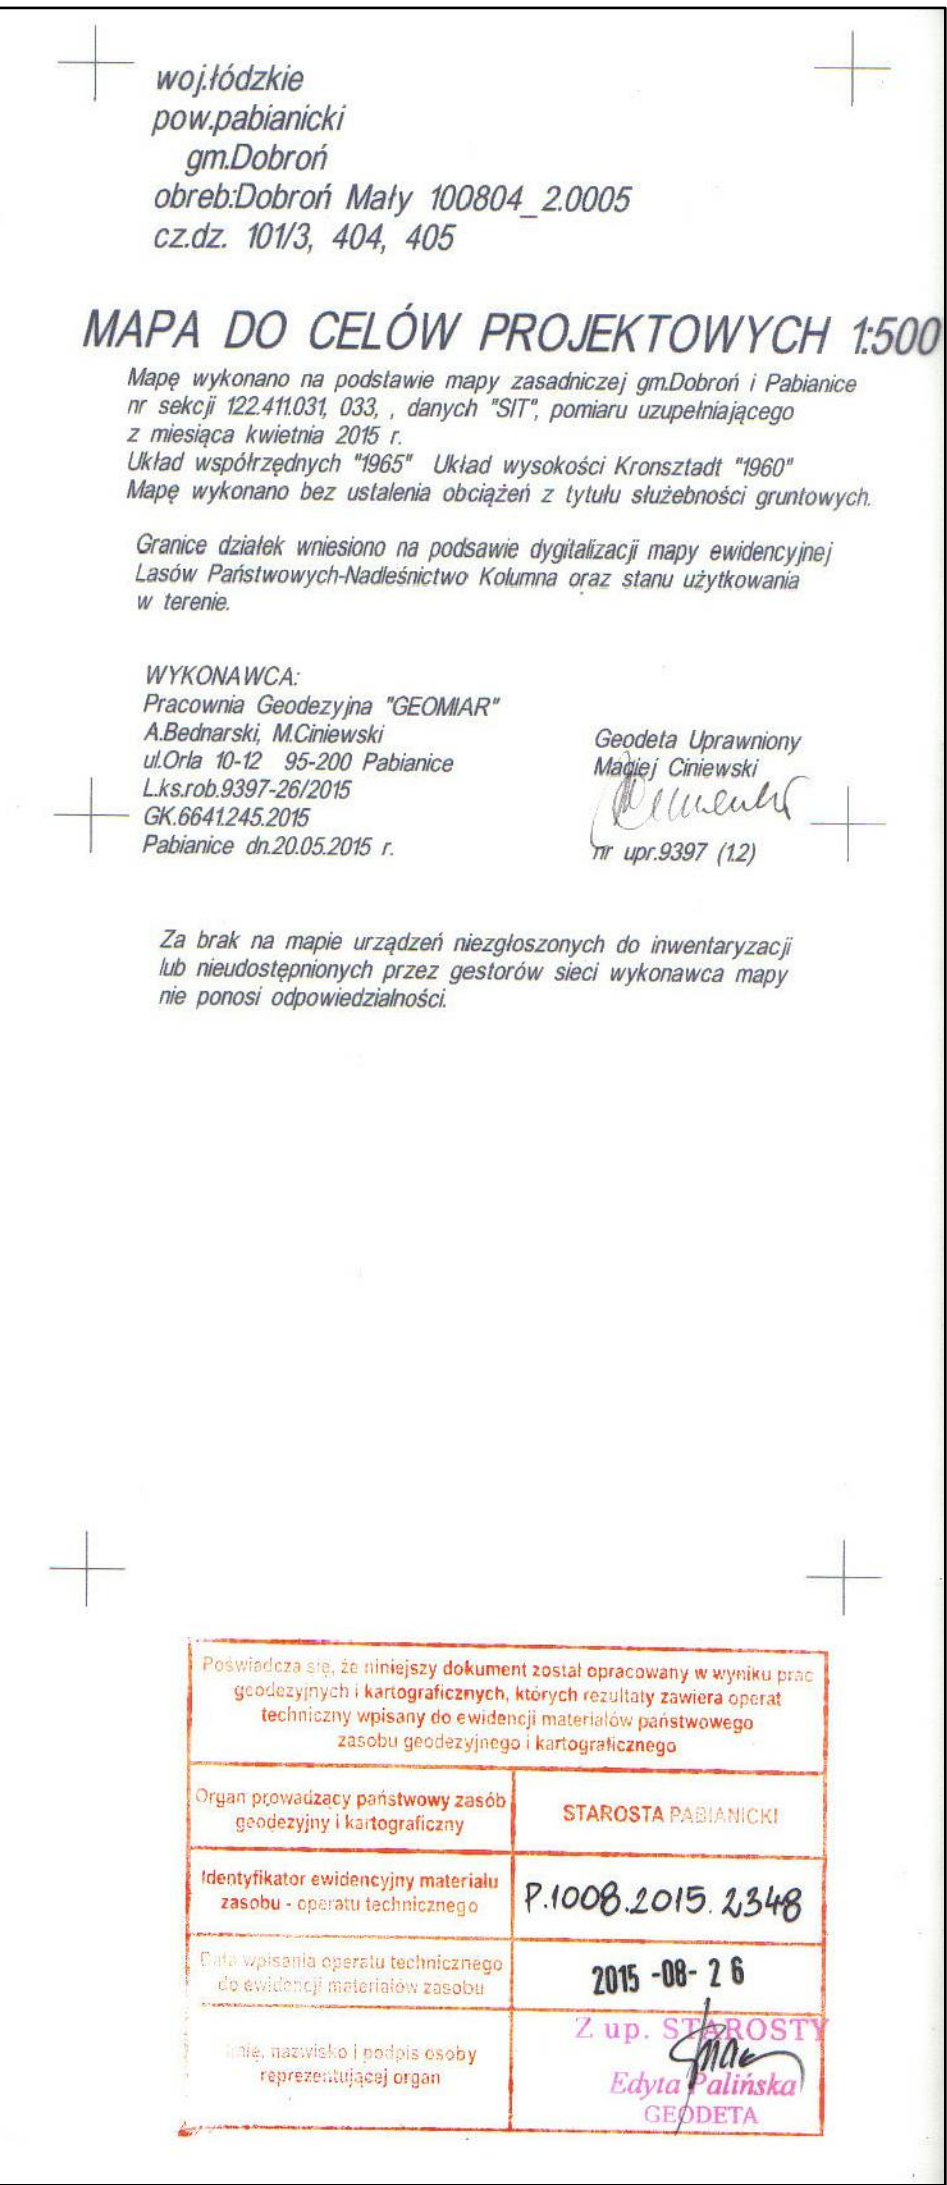 woj.łódzkie
pow.pabianicki
gm.Dobroń
obreb:Dobroń Mały 100804_2.0005
cz.dz. 101/3, 404, 405
MAPA DO CELÓW PROJEKTOWYCH 1:500
Mapę wykonano na podstawie mapy zasadniczej gm.Dobroń i Pabianice
nr sekcji 122.411.031, 033, , danych "SIT", pomiaru uzupełniającego
z miesiąca kwietnia 2015 r.
Układ współrzędnych "1965" Układ wysokości Kronsztadt "1960"
Mapę wykonano bez ustalenia obciążeń z tytułu służebności gruntowych.
Granice działek wniesiono na podsawie dygitalizacji mapy ewidencyjnej
Lasów Państwowych-Nadleśnictwo Kolumna oraz stanu użytkowania
w terenie.
WYKONAWCA:
Pracownia Geodezyjna "GEOMIAR"
A.Bednarski, M.Ciniewski
ul.Orla 10-12 95-200 Pabianice
L.ks.rob.9397-26/2015
GK.6641.245.2015
Pabianice dn.20.05.2015 r.
Geodeta Uprawniony
Maciej Ciniewski
nr upr.9397 (1.2)
Za brak na mapie urządzeń niezgłoszonych do inwentaryzacji
lub nieudostępnionych przez gestorów sieci wykonawca mapy
nie ponosi odpowiedzialności.
Poświadcza się, że niniejszy dokument został opracowany w wyniku prac
geodezyjnych i kartograficznych, których rezultaty zawiera operat
techniczny wpisany do ewidencji materiałów państwowego
zasobu geodezyjnego i kartograficznego
Organ prowadzący państwowy zasób
geodezyjny i kartograficzny
STAROSTA PABIANICKI
Identyfikator ewidencyjny materiału
zasobu - operatu technicznego
P.1008.2015.2348
Data wpisania operatu technicznego
do ewidencji materiałów zasobu
2015 -08- 26
Imię, nazwisko i podpis osoby
reprezentującej organ
Z up. STAROSTY
Edyta Palińska
GEODETA